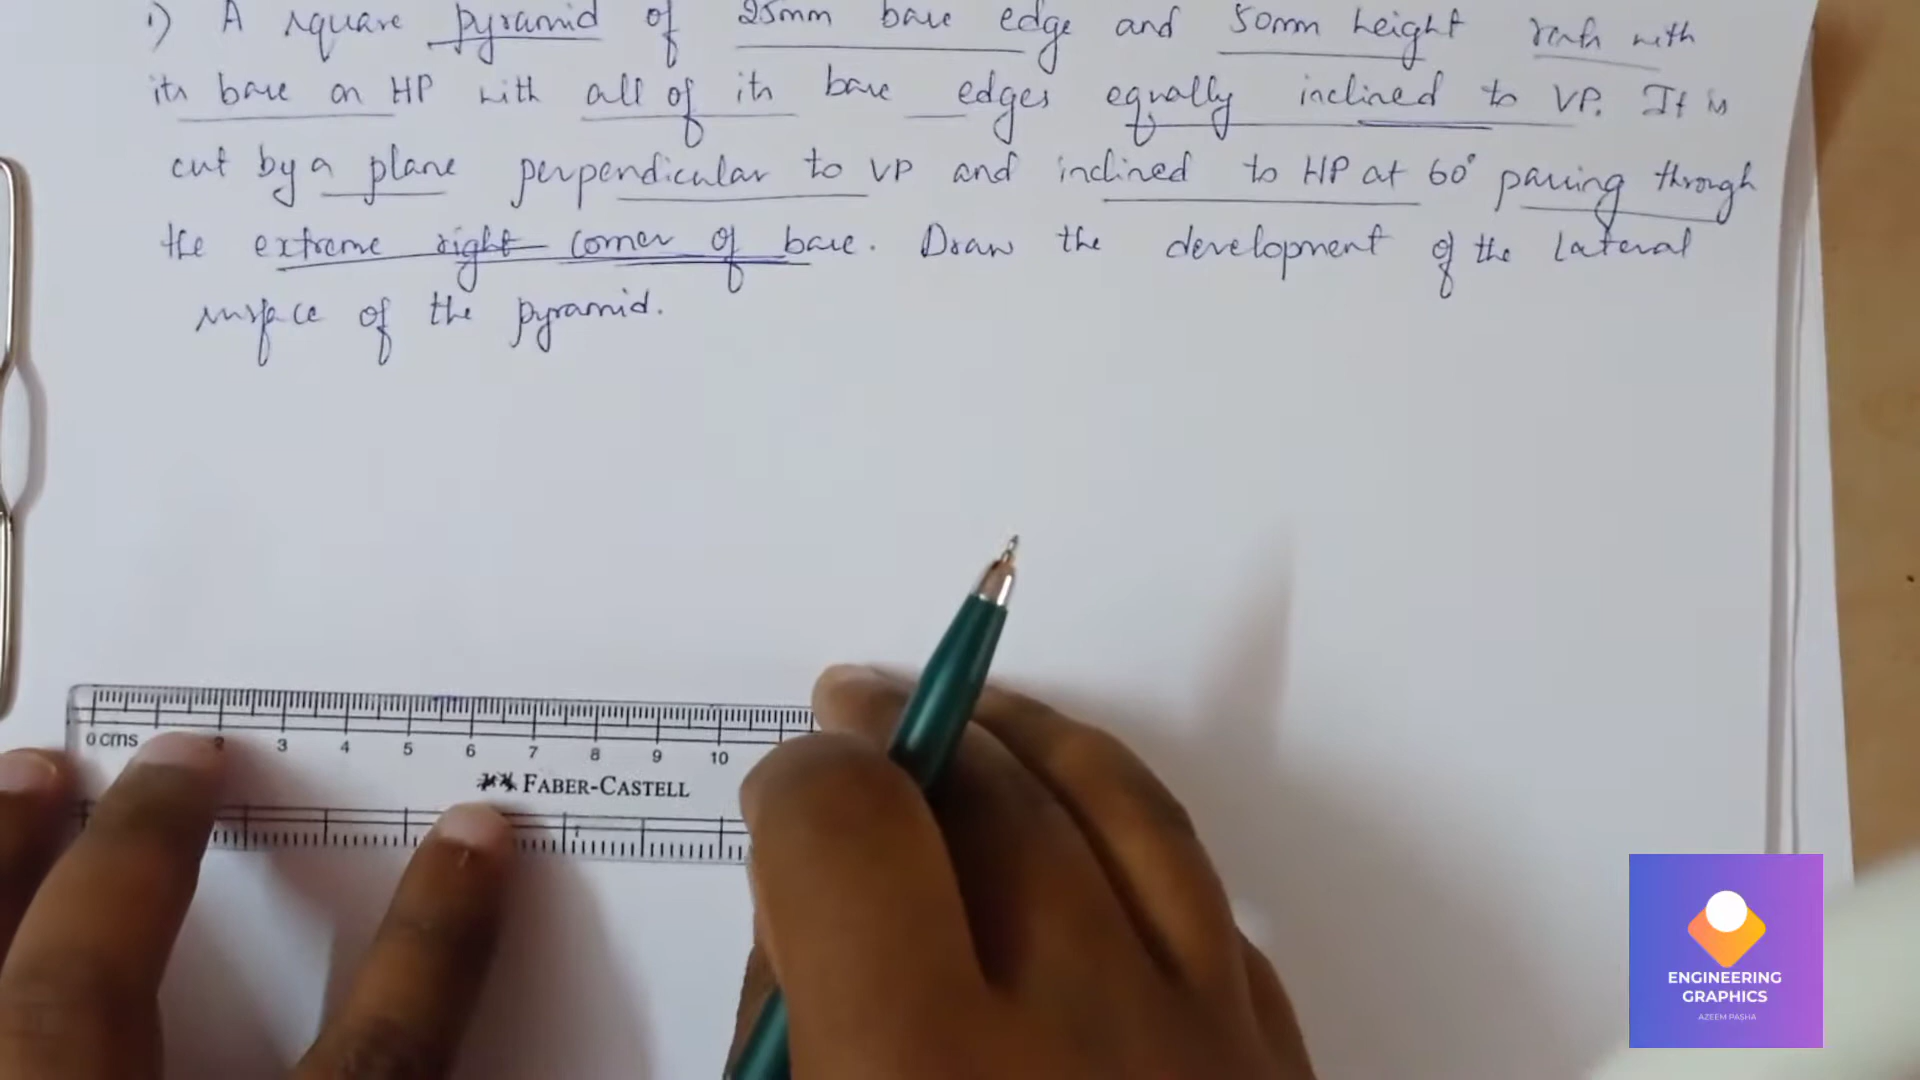 1) A square pyramid of 25mm base edge and 50mm height rests with
its base on HP with all of its base edges equally inclined to VP. It is
cut by a plane perpendicular to VP and inclined to HP at 60° passing through
the extreme right corner of base. Draw the development of the lateral
surface of the pyramid.
0 cms 2 3 4 5 6 7 8 9 10
FABER-CASTELL
ENGINEERING
GRAPHICS
AZEEM PASHA